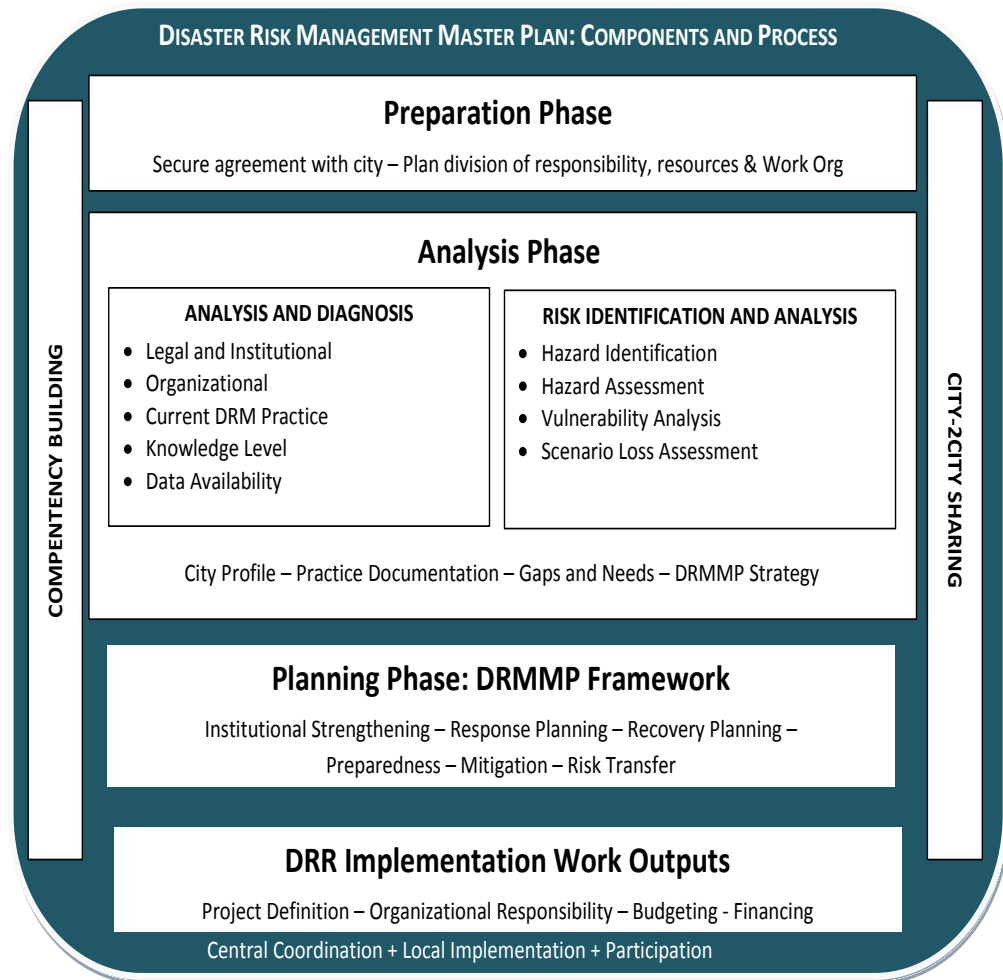 DISASTER RISK MANAGEMENT MASTER PLAN: COMPONENTS AND PROCESS
Preparation Phase
Secure agreement with city – Plan division of responsibility, resources & Work Org
Analysis Phase
ANALYSIS AND DIAGNOSIS
• Legal and Institutional
• Organizational
• Current DRM Practice
• Knowledge Level
• Data Availability
RISK IDENTIFICATION AND ANALYSIS
• Hazard Identification
• Hazard Assessment
• Vulnerability Analysis
• Scenario Loss Assessment
City Profile – Practice Documentation – Gaps and Needs – DRMMP Strategy
COMPENTENCY BUILDING
CITY-2CITY SHARING
Planning Phase: DRMMP Framework
Institutional Strengthening – Response Planning – Recovery Planning –
Preparedness – Mitigation – Risk Transfer
DRR Implementation Work Outputs
Project Definition – Organizational Responsibility – Budgeting - Financing
Central Coordination + Local Implementation + Participation